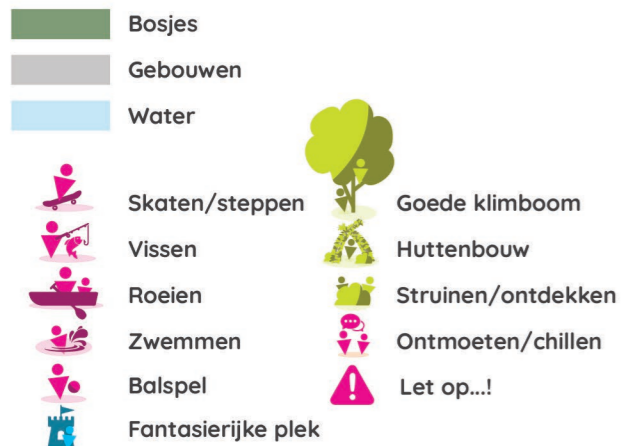 Bosjes
Gebouwen
Water
Skaten/steppen
Vissen
Roeien
Zwemmen
Balspel
Fantasierijke plek
Goede klimboom
Huttenbouw
Struinen/ontdekken
Ontmoeten/chillen
Let op...!